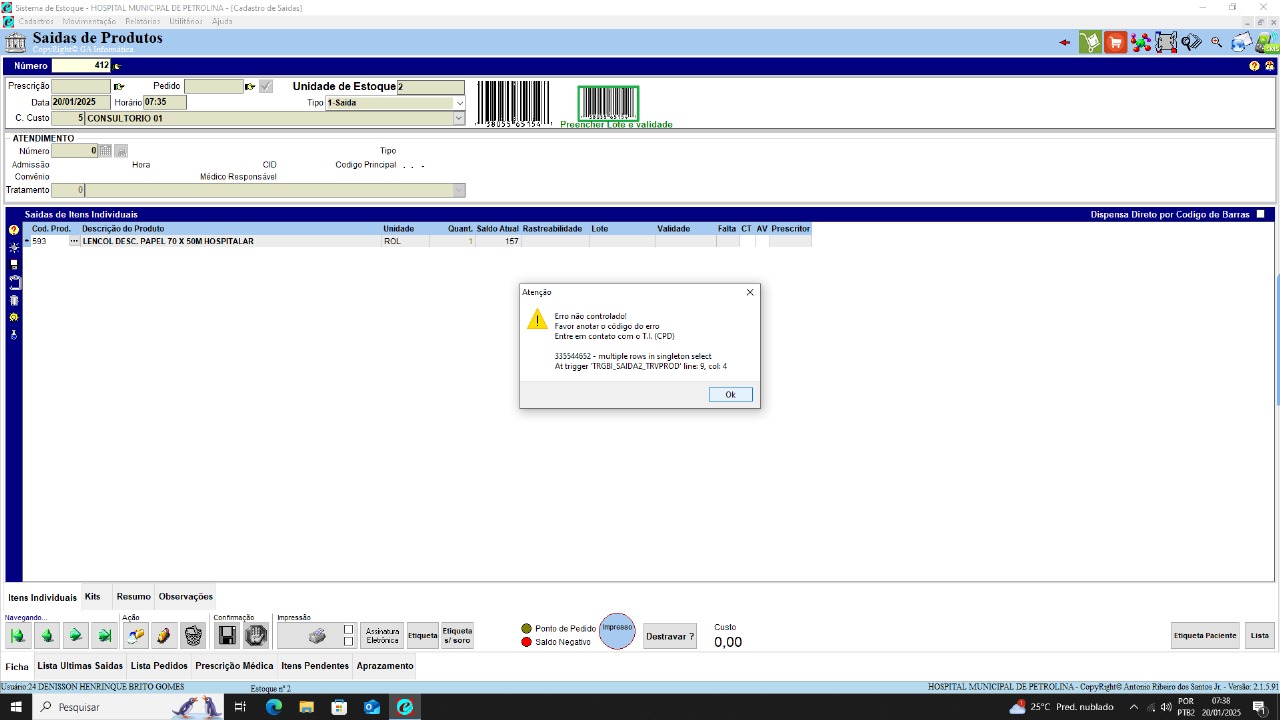 Sistema de Estoque - HOSPITAL MUNICIPAL DE PETROLINA - [Cadastro de Saidas]
Cadastros Movimentação Relatórios Utilitários Ajuda
Saidas de Produtos
CopyRight© GA Informática
Número 412
Prescrição Pedido Unidade de Estoque 2
Data 20/01/2025 Horário 07:35 Tipo 1-Saida
C. Custo 5 CONSULTORIO 01
Preencher Lote e validade
ATENDIMENTO
Número 0 Tipo
Admissão Hora CID Codigo Principal . . -
Convênio Médico Responsável
Tratamento 0
Saidas de Itens Individuais Dispensa Direto por Codigo de Barras
Cod. Prod. Descrição do Produto Unidade Quant. Saldo Atual Rastreabilidade Lote Validade Falta CT AV Prescritor
593 ... LENCOL DESC. PAPEL 70 X 50M HOSPITALAR ROL 1 157
Atenção
Erro não controlado!
Favor anotar o código do erro
Entre em contato com o T.I. (CPD)
335544652 - multiple rows in singleton select
At trigger 'TRGBI_SAIDA2_TRVPROD' line: 9, col: 4
Ok
Itens Individuais Kits Resumo Observações
Navegando... Ação Confirmação Impressão
Assinatura Eletrônica Etiqueta Etiqueta s/ soro
Ponto de Pedido
Saldo Negativo
Impresso
Destravar ?
Custo
0,00
Etiqueta Paciente Lista
Ficha Lista Ultimas Saidas Lista Pedidos Prescrição Médica Itens Pendentes Aprazamento
Usuário:24 DENISSON HENRINQUE BRITO GOMES Estoque nº 2 HOSPITAL MUNICIPAL DE PETROLINA - CopyRight© Antonio Ribeiro dos Santos Jr. - Versão: 2.1.5.91
Pesquisar
25°C Pred. nublado
POR
PTB2
07:38
20/01/2025